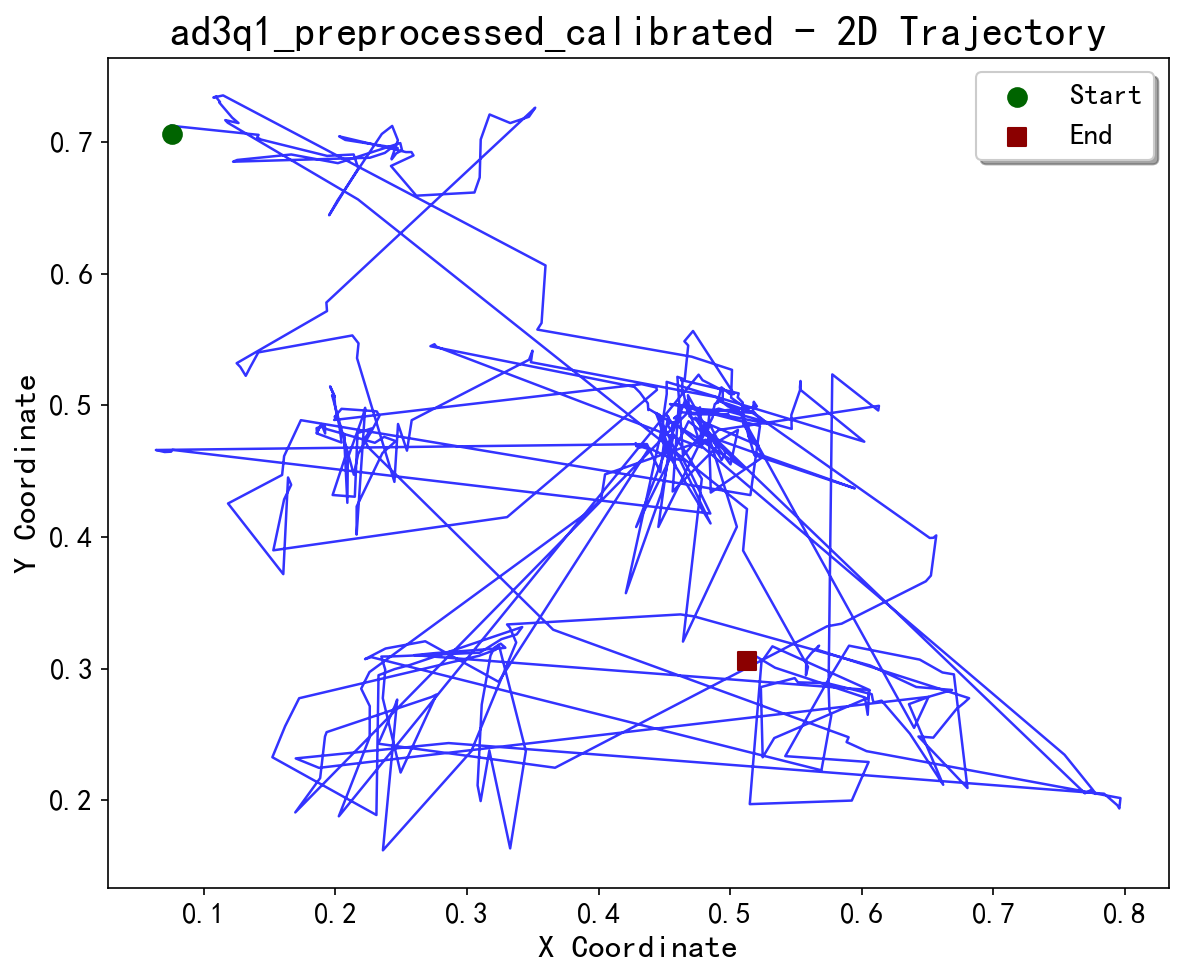 ad3q1_preprocessed_calibrated - 2D Trajectory
Start
End
0.7
0.6
0.5
0.4
0.3
0.2
Y Coordinate
0.1 0.2 0.3 0.4 0.5 0.6 0.7 0.8
X Coordinate